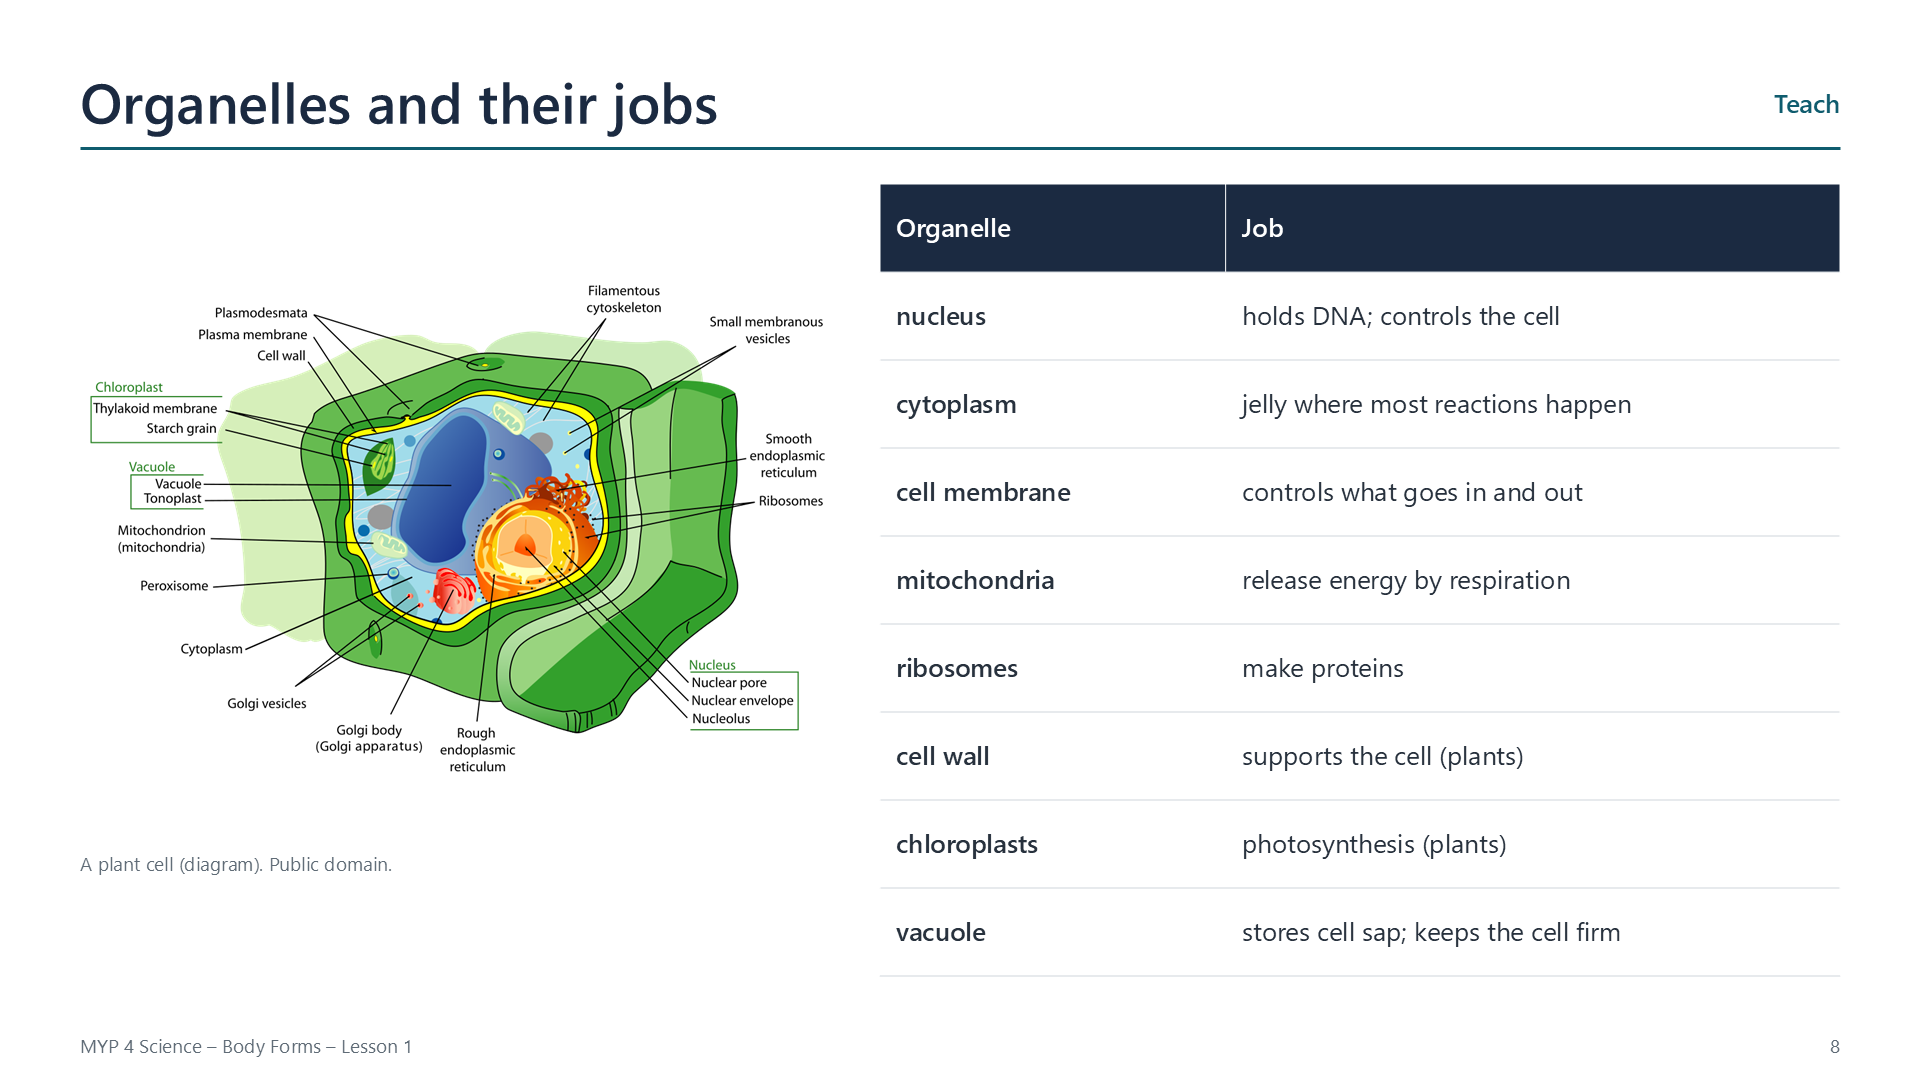 Organelles and their jobs
Teach
Filamentous
cytoskeleton
Plasmodesmata
Small membranous
vesicles
Plasma membrane
Cell wall
Chloroplast
Thylakoid membrane
Starch grain
Smooth
endoplasmic
reticulum
Vacuole
Vacuole
Tonoplast
Ribosomes
Mitochondrion
(mitochondria)
Peroxisome
Cytoplasm
Nucleus
Nuclear pore
Nuclear envelope
Nucleolus
Golgi vesicles
Golgi body
(Golgi apparatus)
Rough
endoplasmic
reticulum
A plant cell (diagram). Public domain.
Organelle Job
nucleus holds DNA; controls the cell
cytoplasm jelly where most reactions happen
cell membrane controls what goes in and out
mitochondria release energy by respiration
ribosomes make proteins
cell wall supports the cell (plants)
chloroplasts photosynthesis (plants)
vacuole stores cell sap; keeps the cell firm
MYP 4 Science – Body Forms – Lesson 1
8